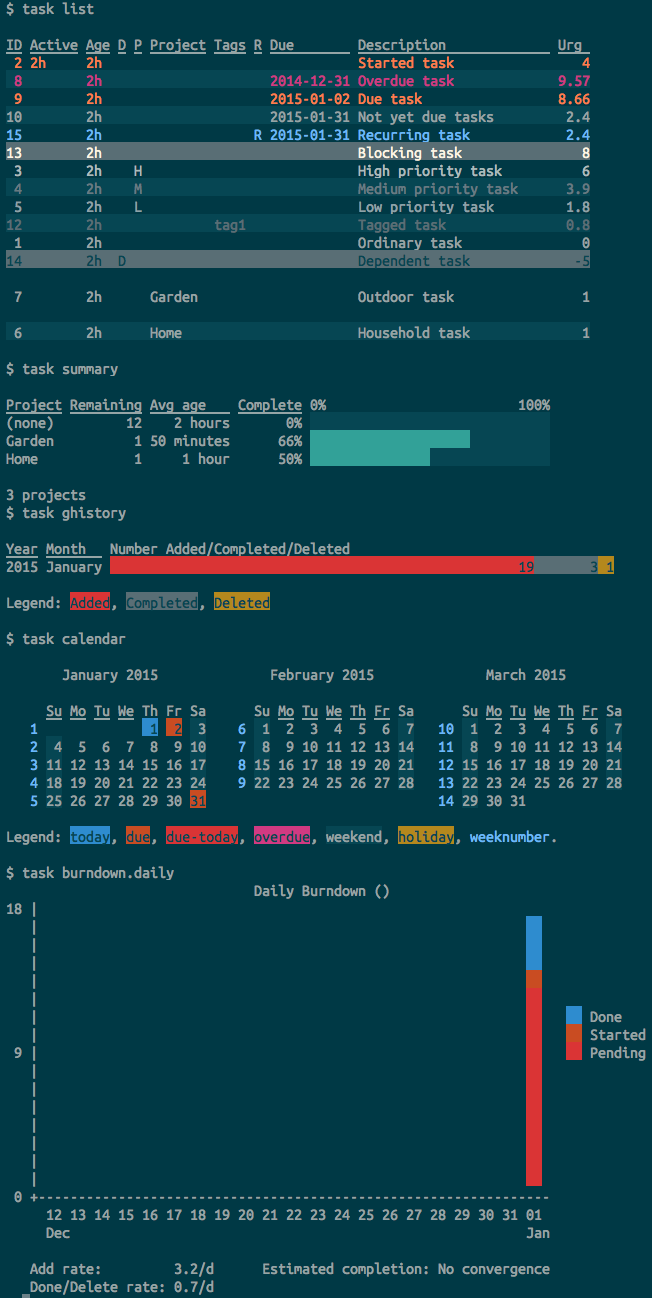 $ task list
ID Active Age D P Project Tags R Due Description Urg
2 2h 2h Started task 4
8 2h 2014-12-31 Overdue task 9.57
9 2h 2015-01-02 Due task 8.66
10 2h 2015-01-31 Not yet due tasks 2.4
15 2h R 2015-01-31 Recurring task 2.4
13 2h Blocking task 8
3 2h H High priority task 6
4 2h M Medium priority task 3.9
5 2h L Low priority task 1.8
12 2h tag1 Tagged task 0.8
1 2h Ordinary task 0
14 2h D Dependent task -5
7 2h Garden Outdoor task 1
6 2h Home Household task 1
$ task summary
Project Remaining Avg age Complete 0% 100%
(none) 12 2 hours 0%
Garden 1 50 minutes 66%
Home 1 1 hour 50%
3 projects
$ task ghistory
Year Month Number Added/Completed/Deleted
2015 January 19 3 1
Legend: Added, Completed, Deleted
$ task calendar
January 2015 February 2015 March 2015
Su Mo Tu We Th Fr Sa Su Mo Tu We Th Fr Sa Su Mo Tu We Th Fr Sa
1 1 2 3 6 1 2 3 4 5 6 7 10 1 2 3 4 5 6 7
2 4 5 6 7 8 9 10 7 8 9 10 11 12 13 14 11 8 9 10 11 12 13 14
3 11 12 13 14 15 16 17 8 15 16 17 18 19 20 21 12 15 16 17 18 19 20 21
4 18 19 20 21 22 23 24 9 22 23 24 25 26 27 28 13 22 23 24 25 26 27 28
5 25 26 27 28 29 30 31 14 29 30 31
Legend: today, due, due-today, overdue, weekend, holiday, weeknumber.
$ task burndown.daily
Daily Burndown ()
18
Done
Started
9 Pending
0 +----------------------------------------------------------------
12 13 14 15 16 17 18 19 20 21 22 23 24 25 26 27 28 29 30 31 01
Dec Jan
Add rate: 3.2/d Estimated completion: No convergence
Done/Delete rate: 0.7/d